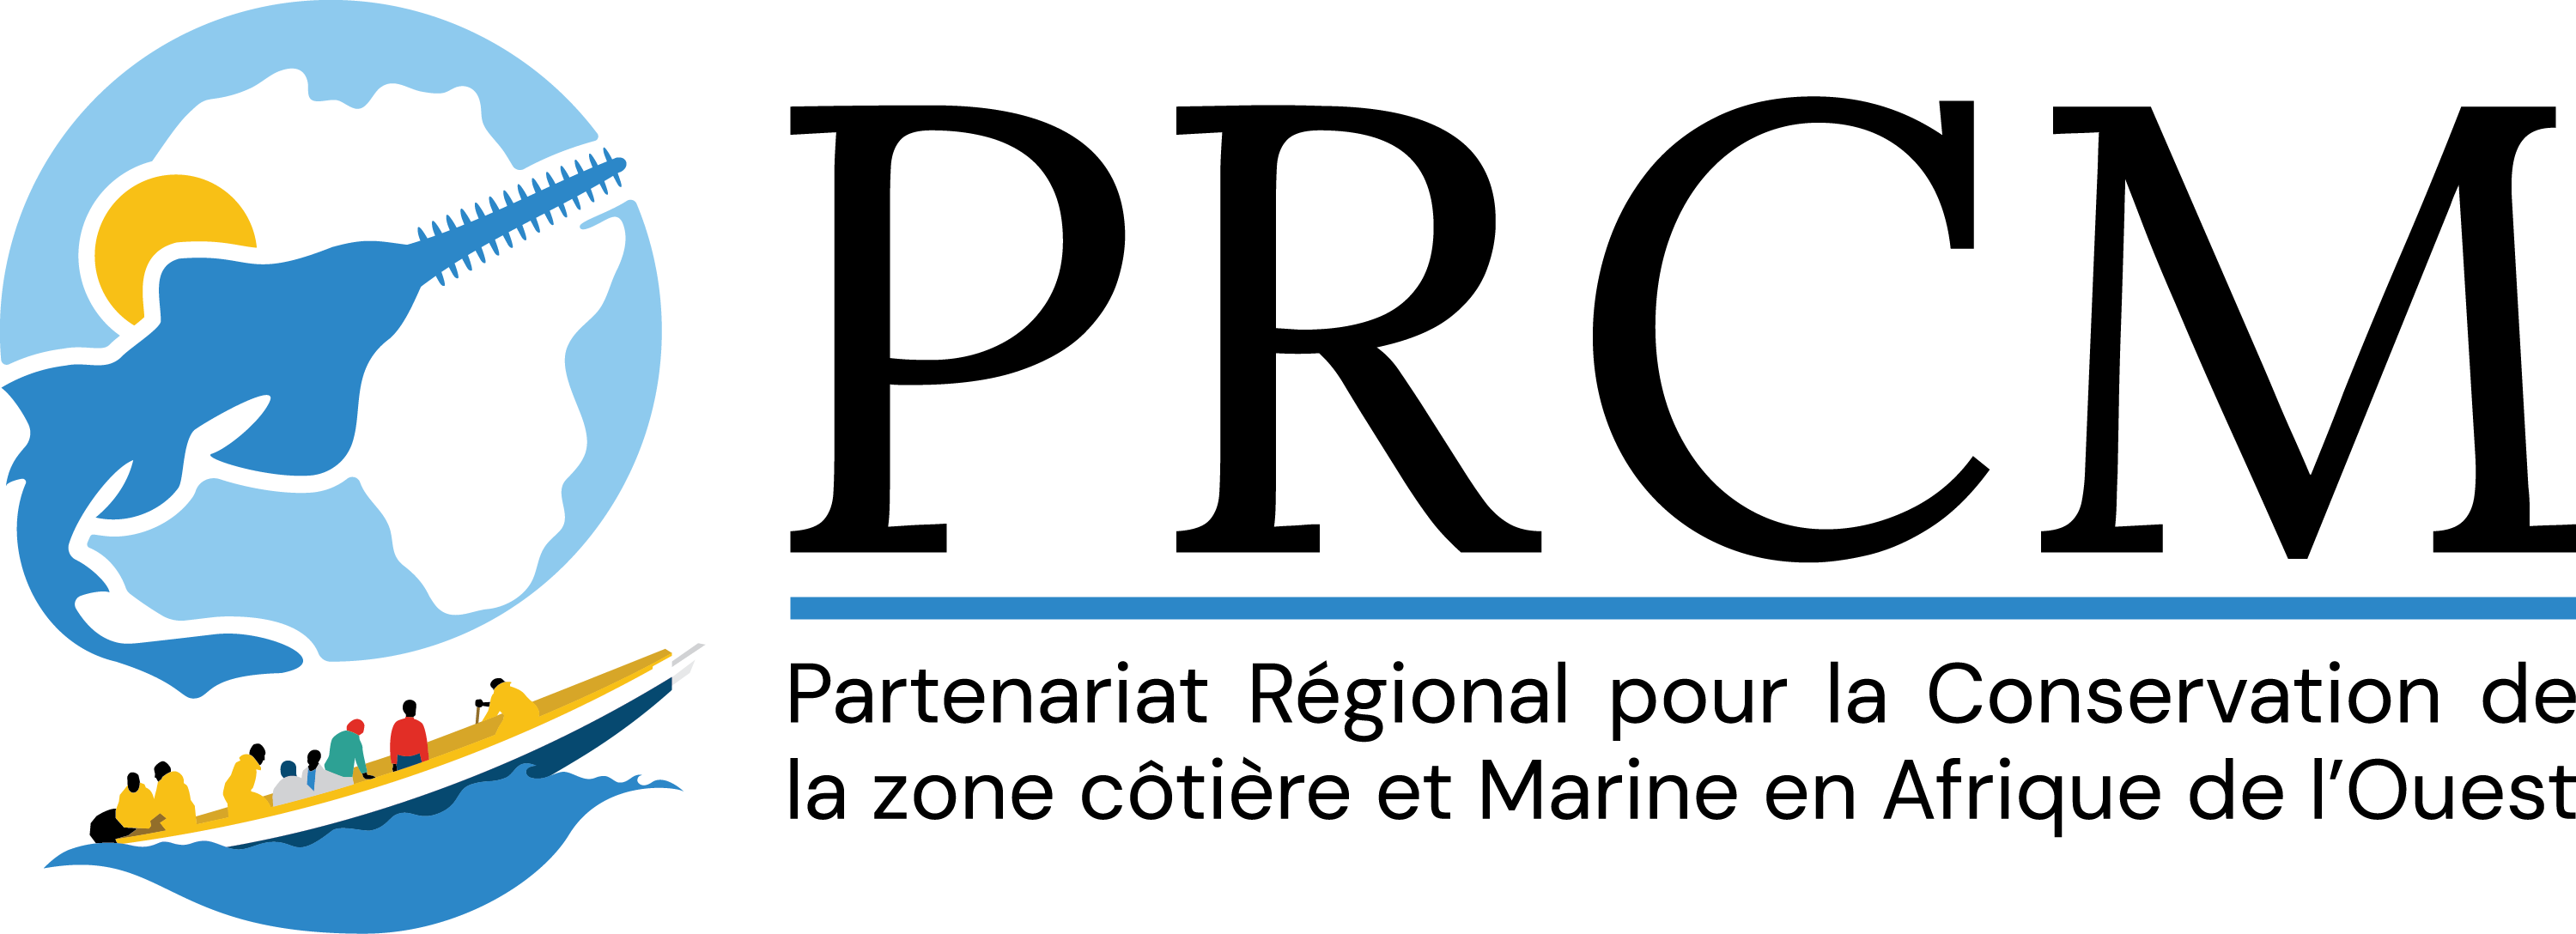 PRCM
Partenariat Régional pour la Conservation de
la zone côtière et Marine en Afrique de l’Ouest